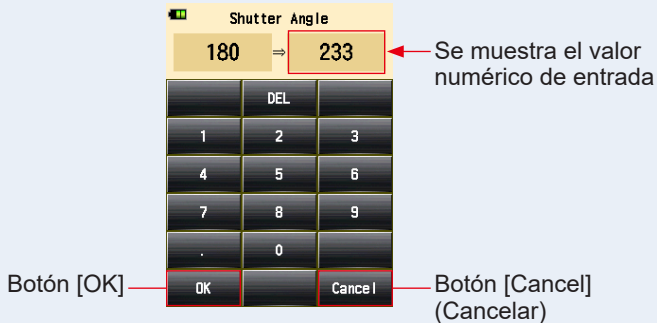 Shutter Angle
180 ⇒ 233
Se muestra el valor
numérico de entrada
DEL
1 2 3
4 5 6
7 8 9
. 0
Botón [OK]
OK Cancel
Botón [Cancel]
(Cancelar)